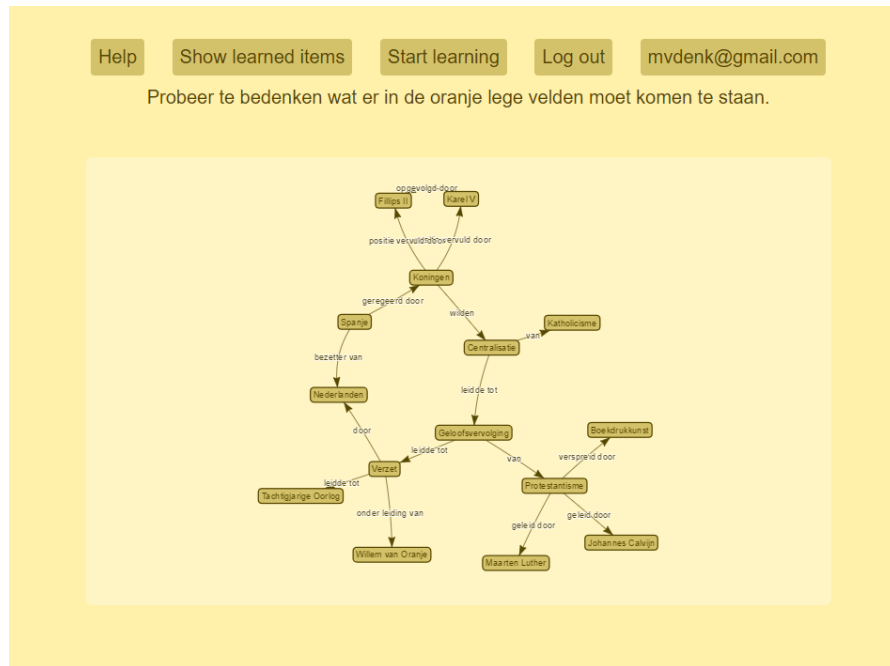 Help Show learned items Start learning Log out mvdenk@gmail.com
Probeer te bedenken wat er in de oranje lege velden moet komen te staan.
opgevolgd door
Fillips II Karel V
positie vervuld door vervuld door
Koningen
geregeerd door
wilden
Spanje Katholicisme
van
Centralisatie
bezetter van
leidde tot
Nederlanden
door Geloofsvervolging Boekdrukkunst
leidde tot
van verspreid door
Verzet
leidde tot Protestantisme
Tachtigjarige Oorlog
onder leiding van geleid door geleid door
Johannes Calvijn
Willem van Oranje Maarten Luther